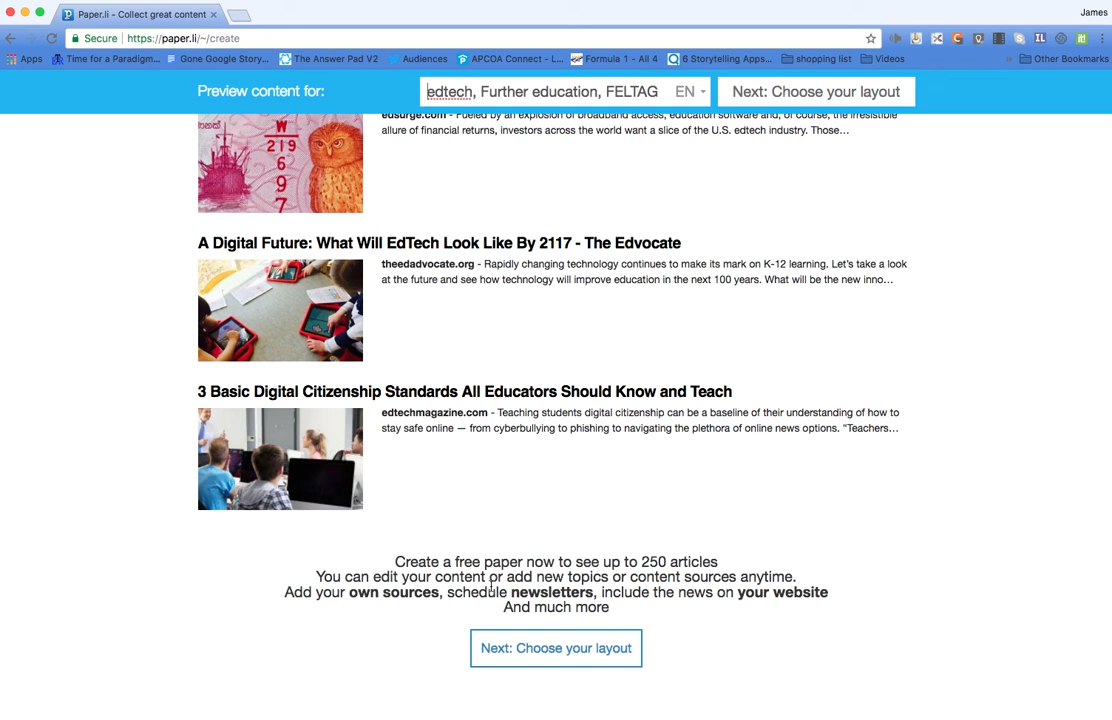 Paper.li - Collect great content
James
Secure https://paper.li/~/create
Apps Time for a Paradigm... Gone Google Story... The Answer Pad V2 Audiences APCOA Connect - L... Formula 1 - All 4 6 Storytelling Apps... shopping list Videos » Other Bookmarks
Preview content for: edtech, Further education, FELTAG EN Next: Choose your layout
edsurge.com - Fueled by an explosion of broadband access, education software and, of course, the irresistible
allure of financial returns, investors across the world want a slice of the U.S. edtech industry. Those...
W
219
6
9
7
A Digital Future: What Will EdTech Look Like By 2117 - The Edvocate
theedadvocate.org - Rapidly changing technology continues to make its mark on K-12 learning. Let's take a look
at the future and see how technology will improve education in the next 100 years. What will be the new inno...
3 Basic Digital Citizenship Standards All Educators Should Know and Teach
edtechmagazine.com - Teaching students digital citizenship can be a baseline of their understanding of how to
stay safe online — from cyberbullying to phishing to navigating the plethora of online news options. "Teachers...
Create a free paper now to see up to 250 articles
You can edit your content or add new topics or content sources anytime.
Add your own sources, schedule newsletters, include the news on your website
And much more
Next: Choose your layout